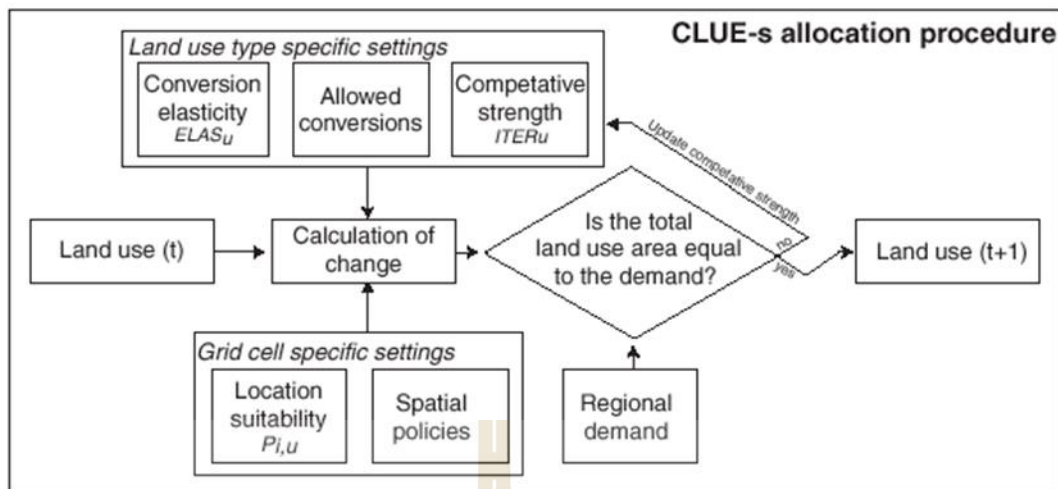 CLUE-s allocation procedure
Land use type specific settings
Conversion
elasticity
ELASu
Allowed
conversions
Competative
strength
ITERu
Update competative strength
Land use (t)
Calculation of
change
Is the total
land use area equal
to the demand?
no
yes
Land use (t+1)
Grid cell specific settings
Location
suitability
Pi,u
Spatial
policies
Regional
demand